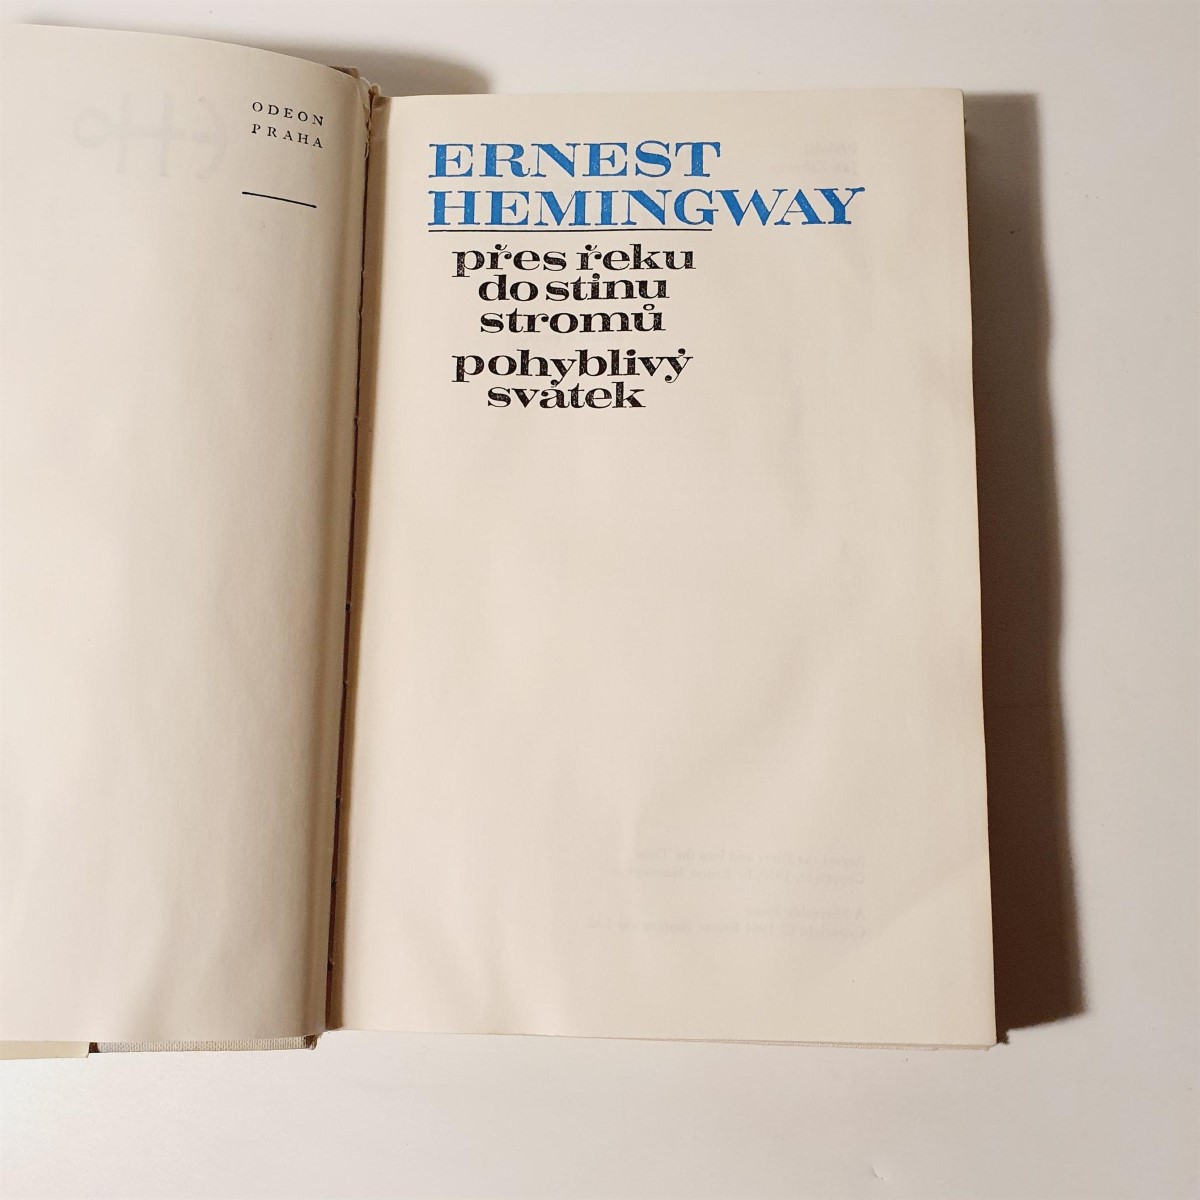 ODEON
PRAHA
ERNEST
HEMINGWAY
přes řeku
do stínu
stromů
pohyblivý
svátek